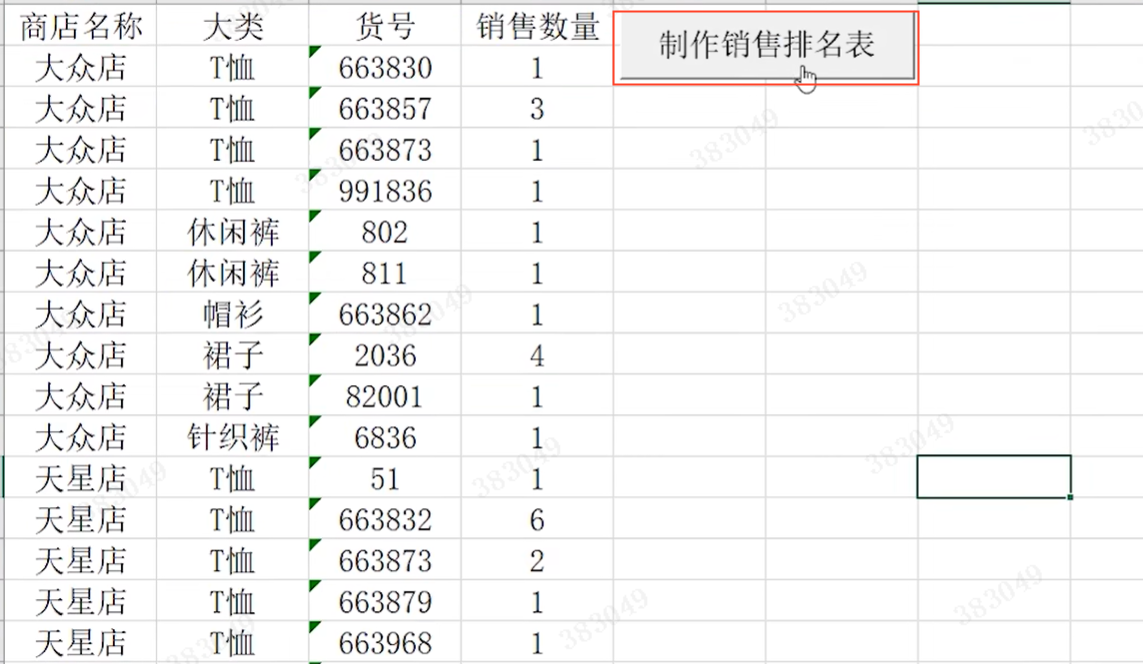 商店名称 大类 货号 销售数量 制作销售排名表
大众店 T恤 663830 1
大众店 T恤 663857 3
大众店 T恤 663873 1
大众店 T恤 991836 1
大众店 休闲裤 802 1
大众店 休闲裤 811 1
大众店 帽衫 663862 1
大众店 裙子 2036 4
大众店 裙子 82001 1
大众店 针织裤 6836 1
天星店 T恤 51 1
天星店 T恤 663832 6
天星店 T恤 663873 2
天星店 T恤 663879 1
天星店 T恤 663968 1
383049
383049
383049
383049
383049
383049
383049